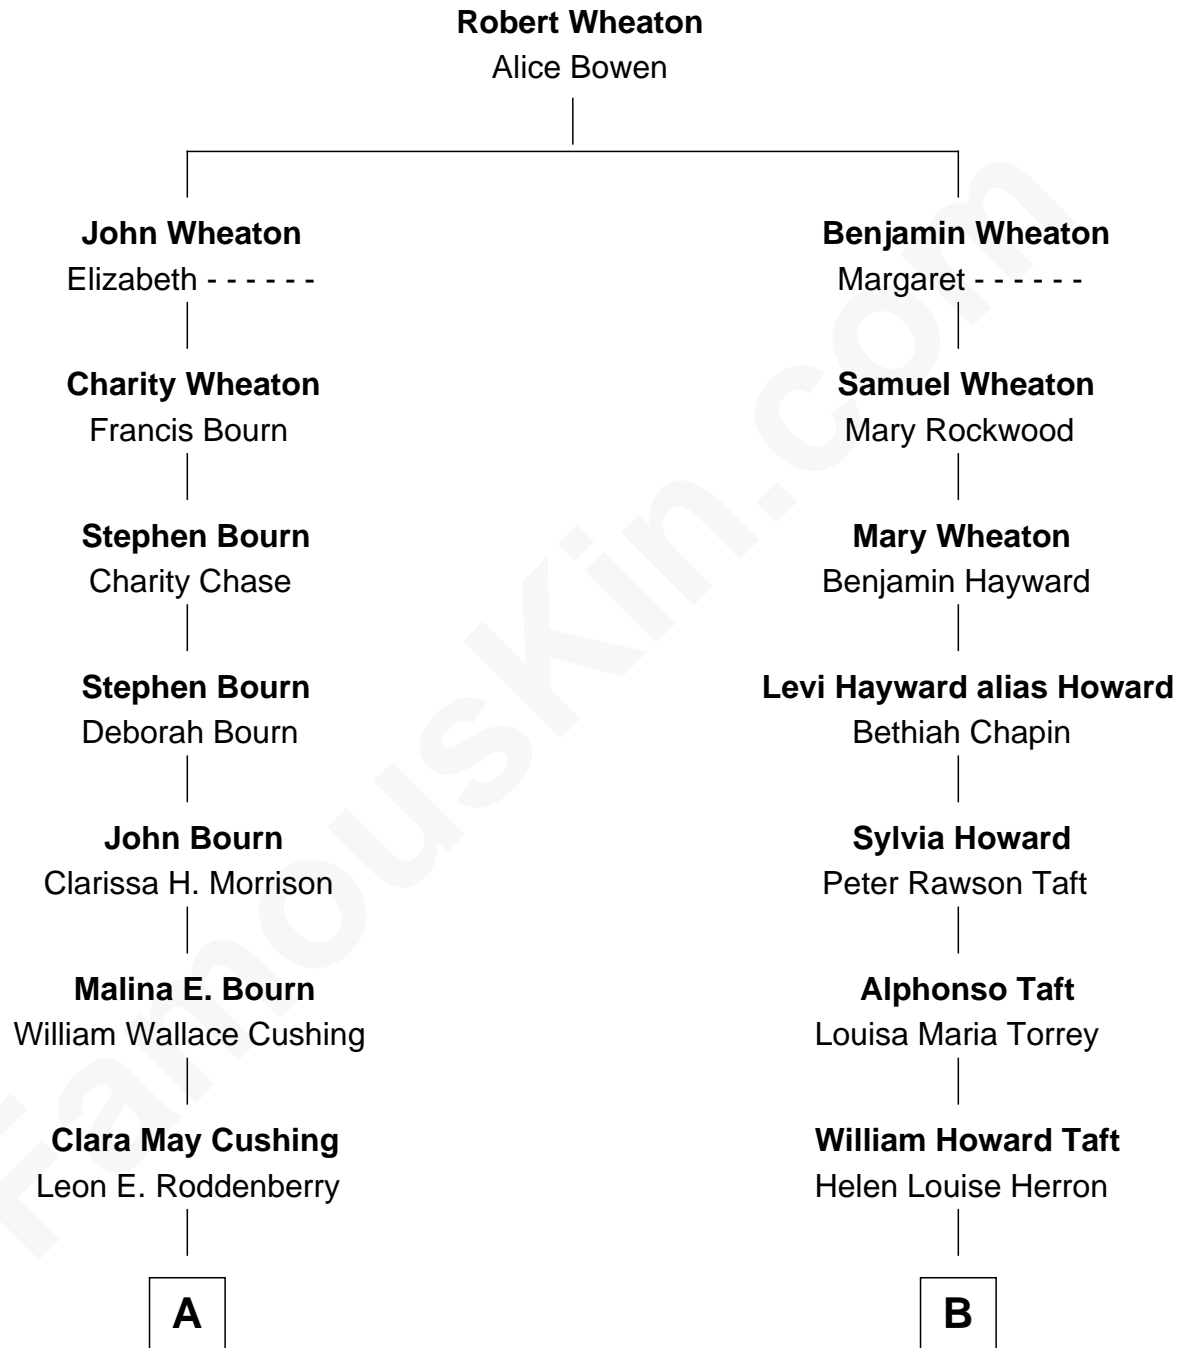 Robert Wheaton
Alice Bowen
John Wheaton
Elizabeth - - - - - -
Benjamin Wheaton
Margaret - - - - - -
Charity Wheaton
Francis Bourn
Samuel Wheaton
Mary Rockwood
Stephen Bourn
Charity Chase
Mary Wheaton
Benjamin Hayward
Stephen Bourn
Deborah Bourn
Levi Hayward alias Howard
Bethiah Chapin
John Bourn
Clarissa H. Morrison
Sylvia Howard
Peter Rawson Taft
Malina E. Bourn
William Wallace Cushing
Alphonso Taft
Louisa Maria Torrey
Clara May Cushing
Leon E. Roddenberry
William Howard Taft
Helen Louise Herron
A
B
FamousKin.com